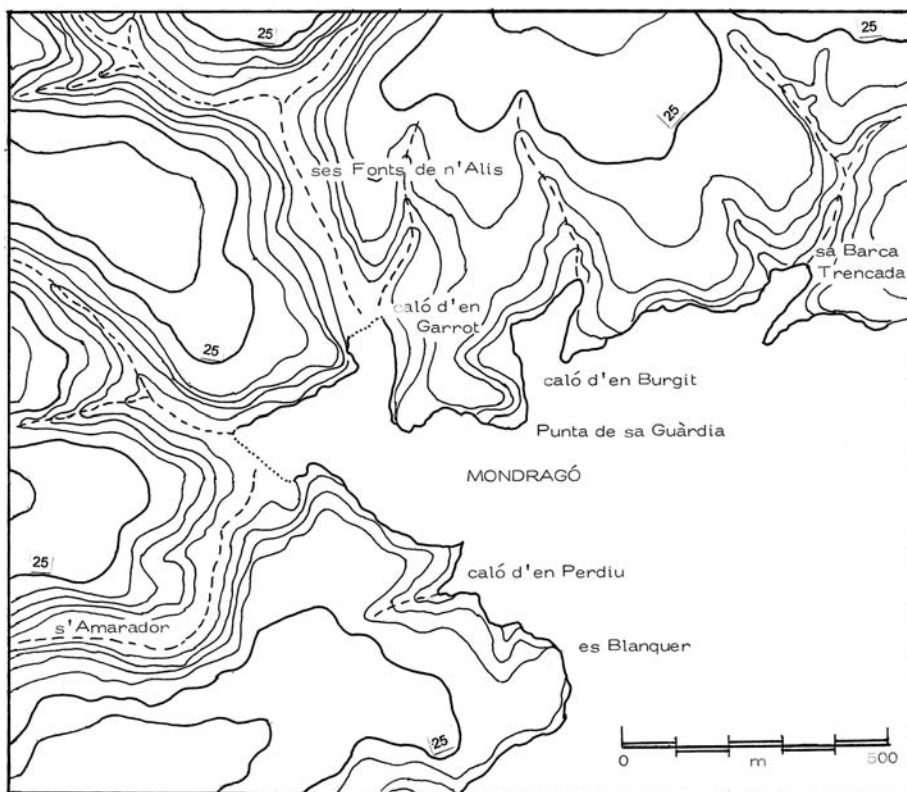 25
25
25
ses Fonts de n'Alis
sa Barca
Trencada
caló d'en
Garrot
25
caló d'en Burgit
Punta de sa Guàrdia
MONDRAGÓ
25
caló d'en Perdiu
s'Amarador
es Blanquer
25
0 m 500